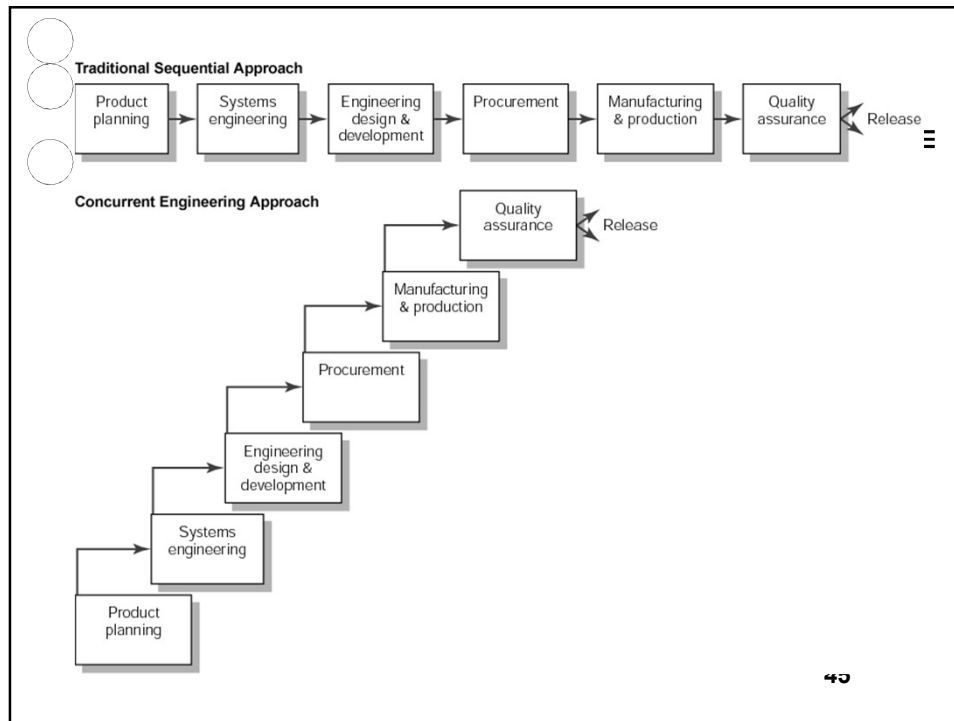 Traditional Sequential Approach
Product
planning
Systems
engineering
Engineering
design &
development
Procurement
Manufacturing
& production
Quality
assurance
Release
Concurrent Engineering Approach
Quality
assurance
Release
Manufacturing
& production
Procurement
Engineering
design &
development
Systems
engineering
Product
planning